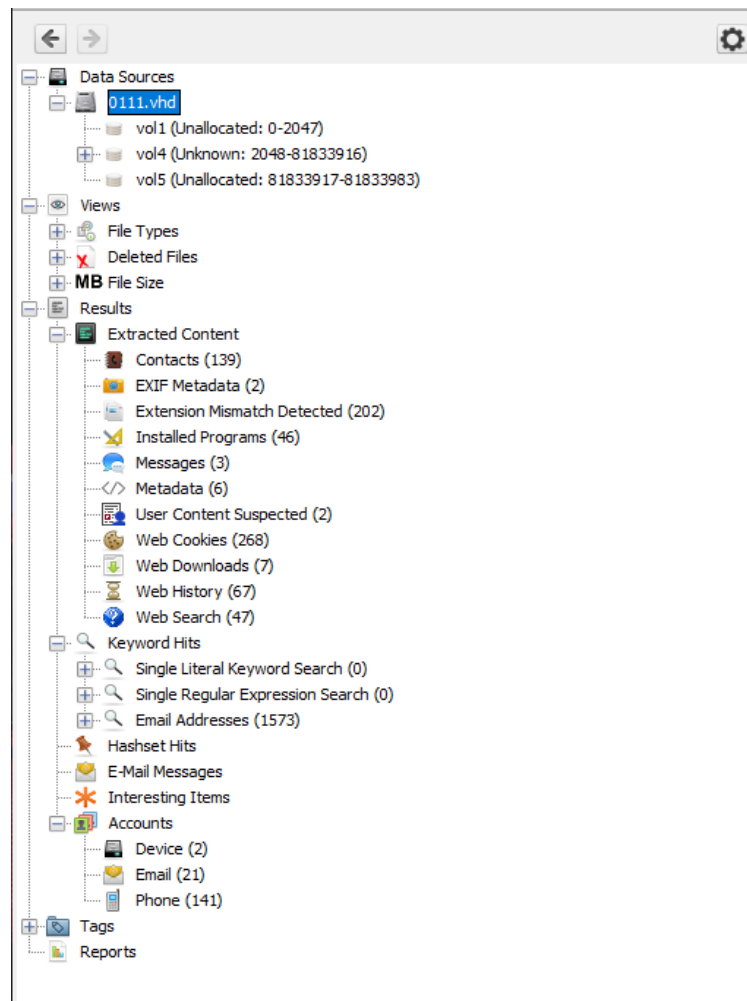 Data Sources
0111.vhd
vol1 (Unallocated: 0-2047)
vol4 (Unknown: 2048-81833916)
vol5 (Unallocated: 81833917-81833983)
Views
File Types
Deleted Files
MB File Size
Results
Extracted Content
Contacts (139)
EXIF Metadata (2)
Extension Mismatch Detected (202)
Installed Programs (46)
Messages (3)
</> Metadata (6)
User Content Suspected (2)
Web Cookies (268)
Web Downloads (7)
Web History (67)
Web Search (47)
Keyword Hits
Single Literal Keyword Search (0)
Single Regular Expression Search (0)
Email Addresses (1573)
Hashset Hits
E-Mail Messages
Interesting Items
Accounts
Device (2)
Email (21)
Phone (141)
Tags
Reports